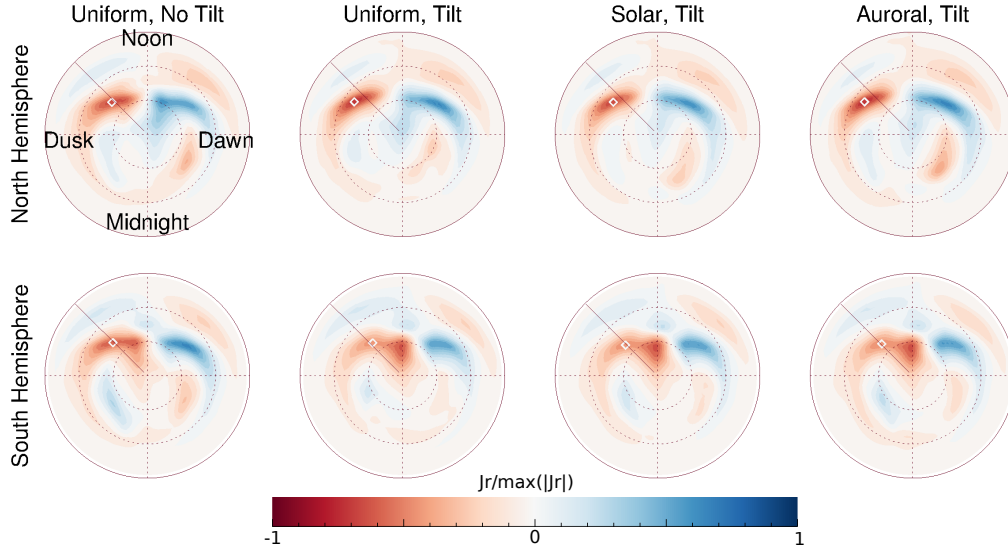 Uniform, No Tilt
Uniform, Tilt
Solar, Tilt
Auroral, Tilt
North Hemisphere
Noon
Dusk
Dawn
Midnight
South Hemisphere
Jr/max(|Jr|)
-1
0
1